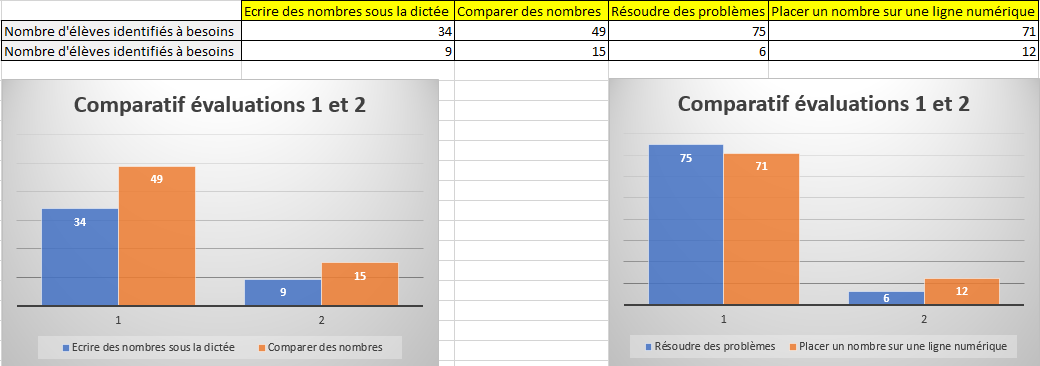 Ecrire des nombres sous la dictée Comparer des nombres Résoudre des problèmes Placer un nombre sur une ligne numérique
Nombre d'élèves identifiés à besoins 34 49 75 71
Nombre d'élèves identifiés à besoins 9 15 6 12
Comparatif évaluations 1 et 2
49
34
15
9
1 2
Ecrire des nombres sous la dictée Comparer des nombres
Comparatif évaluations 1 et 2
75
71
12
6
1 2
Résoudre des problèmes Placer un nombre sur une ligne numérique